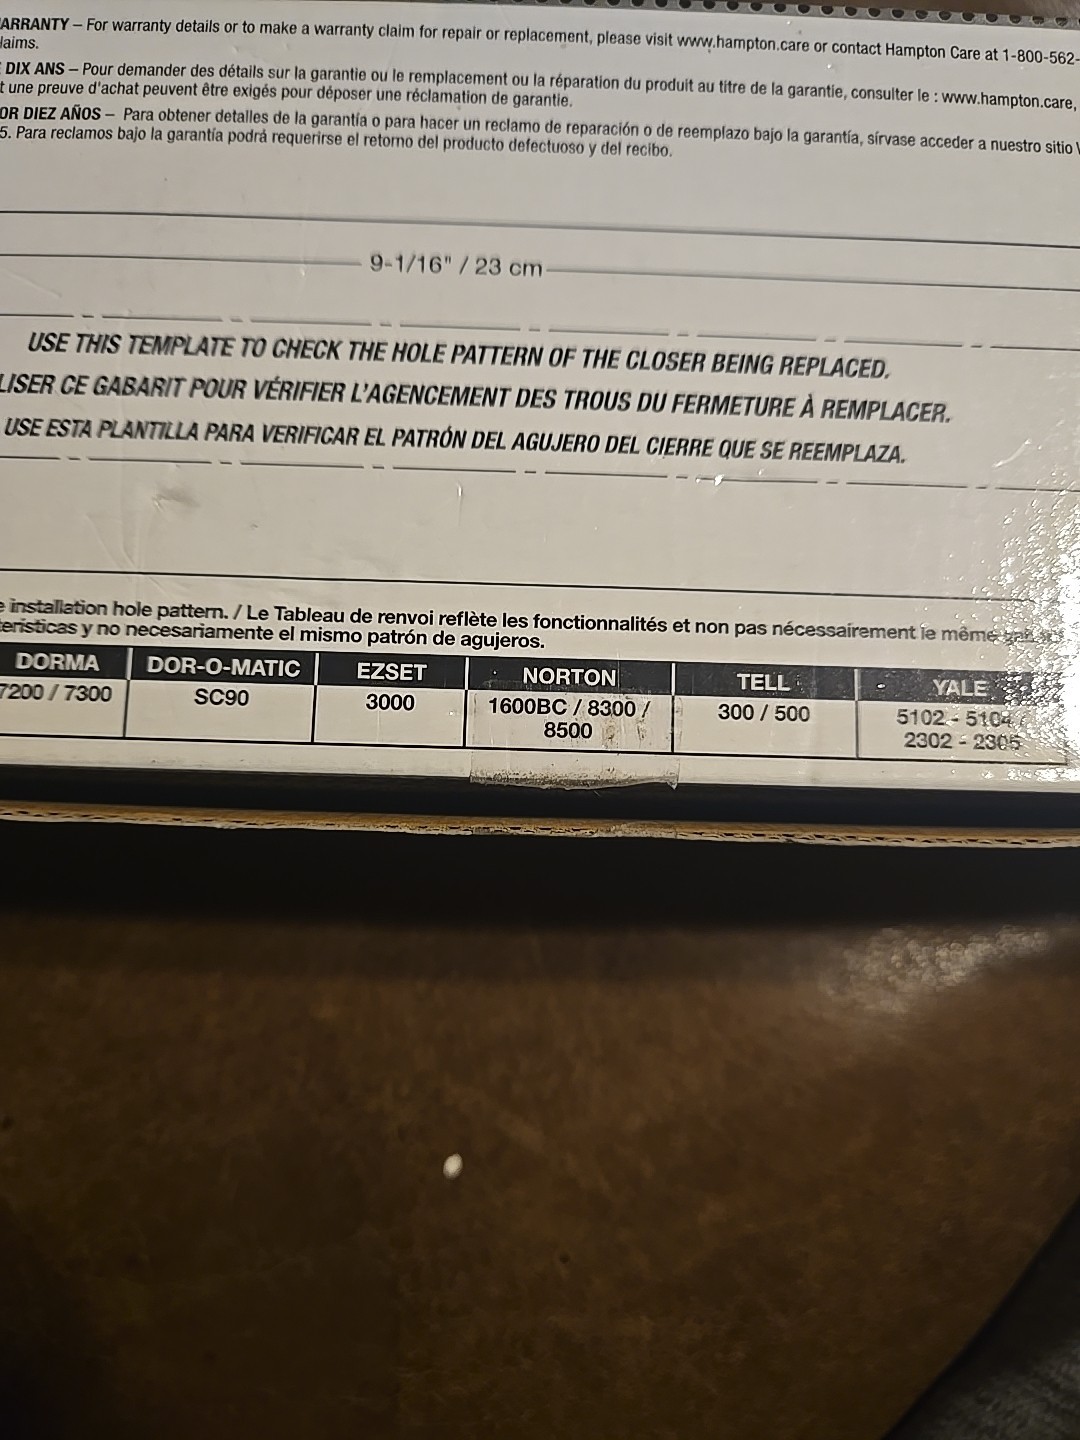 ARRANTY – For warranty details or to make a warranty claim for repair or replacement, please visit www.hampton.care or contact Hampton Care at 1-800-562-
laims.
DIX ANS – Pour demander des détails sur la garantie ou le remplacement ou la réparation du produit au titre de la garantie, consulter le : www.hampton.care,
t une preuve d'achat peuvent être exigés pour déposer une réclamation de garantie.
OR DIEZ AÑOS – Para obtener detalles de la garantía o para hacer un reclamo de reparación o de reemplazo bajo la garantía, sírvase acceder a nuestro sitio
5. Para reclamos bajo la garantía podrá requerirse el retorno del producto defectuoso y del recibo.
9-1/16" / 23 cm
USE THIS TEMPLATE TO CHECK THE HOLE PATTERN OF THE CLOSER BEING REPLACED.
LISER CE GABARIT POUR VÉRIFIER L'AGENCEMENT DES TROUS DU FERMETURE À REMPLACER.
USE ESTA PLANTILLA PARA VERIFICAR EL PATRÓN DEL AGUJERO DEL CIERRE QUE SE REEMPLAZA.
e installation hole pattern. / Le Tableau de renvoi reflète les fonctionnalités et non pas nécessairement le même
terísticas y no necesariamente el mismo patrón de agujeros.
DORMA DOR-O-MATIC EZSET NORTON TELL YALE
7200 / 7300 SC90 3000 1600BC / 8300 / 300 / 500 5102 - 5104 /
8500 2302 - 2305